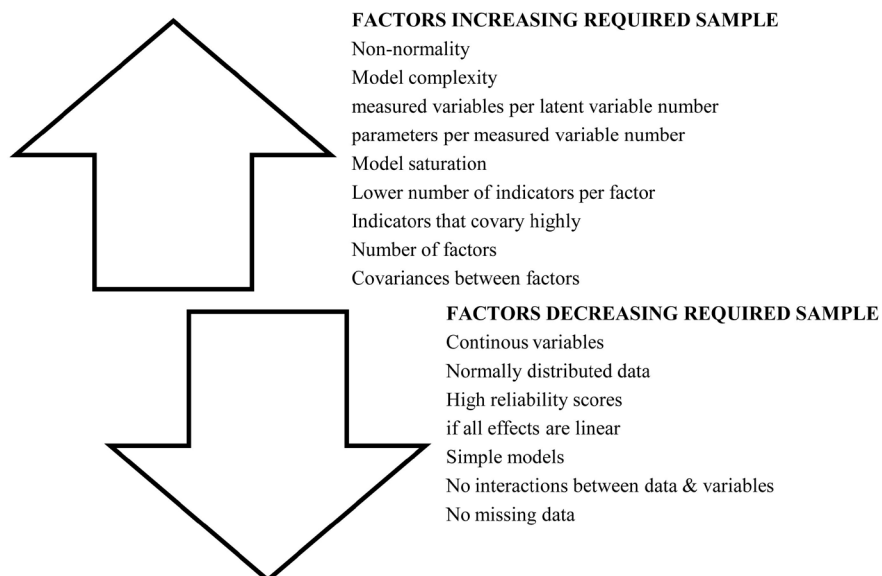 FACTORS INCREASING REQUIRED SAMPLE
Non-normality
Model complexity
measured variables per latent variable number
parameters per measured variable number
Model saturation
Lower number of indicators per factor
Indicators that covary highly
Number of factors
Covariances between factors
FACTORS DECREASING REQUIRED SAMPLE
Continous variables
Normally distributed data
High reliability scores
if all effects are linear
Simple models
No interactions between data & variables
No missing data